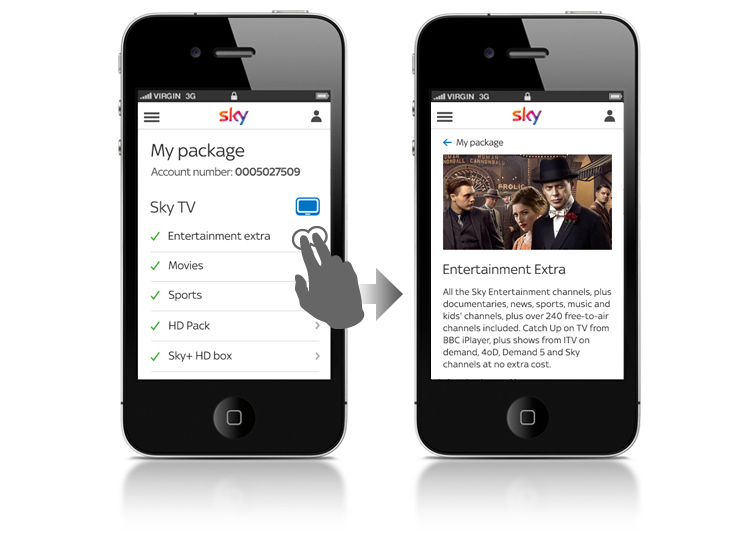 VIRGIN 3G
sky
My package
Account number: 0005027509
Sky TV
Entertainment extra
Movies
Sports
HD Pack
Sky+ HD box
VIRGIN 3G
sky
My package
PROLIC
Entertainment Extra
All the Sky Entertainment channels, plus
documentaries, news, sports, music and
kids' channels, plus over 240 free-to-air
channels included. Catch Up on TV from
BBC iPlayer, plus shows from ITV on
demand, 4oD, Demand 5 and Sky
channels at no extra cost.